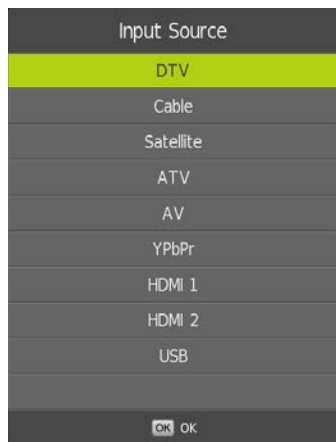 Input Source
DTV
Cable
Satellite
ATV
AV
YPbPr
HDMI 1
HDMI 2
USB
OK OK